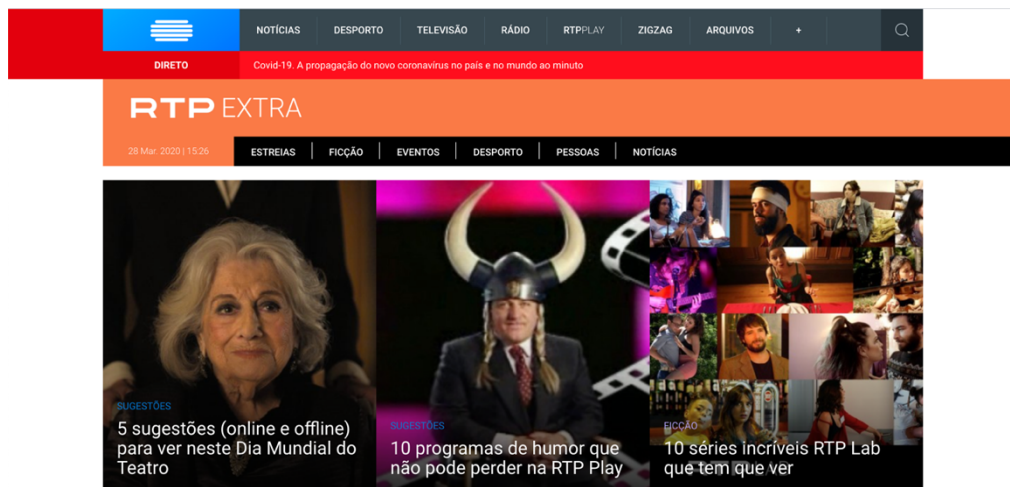 NOTÍCIAS DESPORTO TELEVISÃO RÁDIO RTPPLAY ZIGZAG ARQUIVOS +
DIRETO Covid-19. A propagação do novo coronavírus no país e no mundo ao minuto
RTP EXTRA
28 Mar. 2020 | 15:26 ESTREIAS FICÇÃO EVENTOS DESPORTO PESSOAS NOTÍCIAS
SUGESTÕES
5 sugestões (online e offline)
para ver neste Dia Mundial do
Teatro
SUGESTÕES
10 programas de humor que
não pode perder na RTP Play
FICÇÃO
10 séries incríveis RTP Lab
que tem que ver